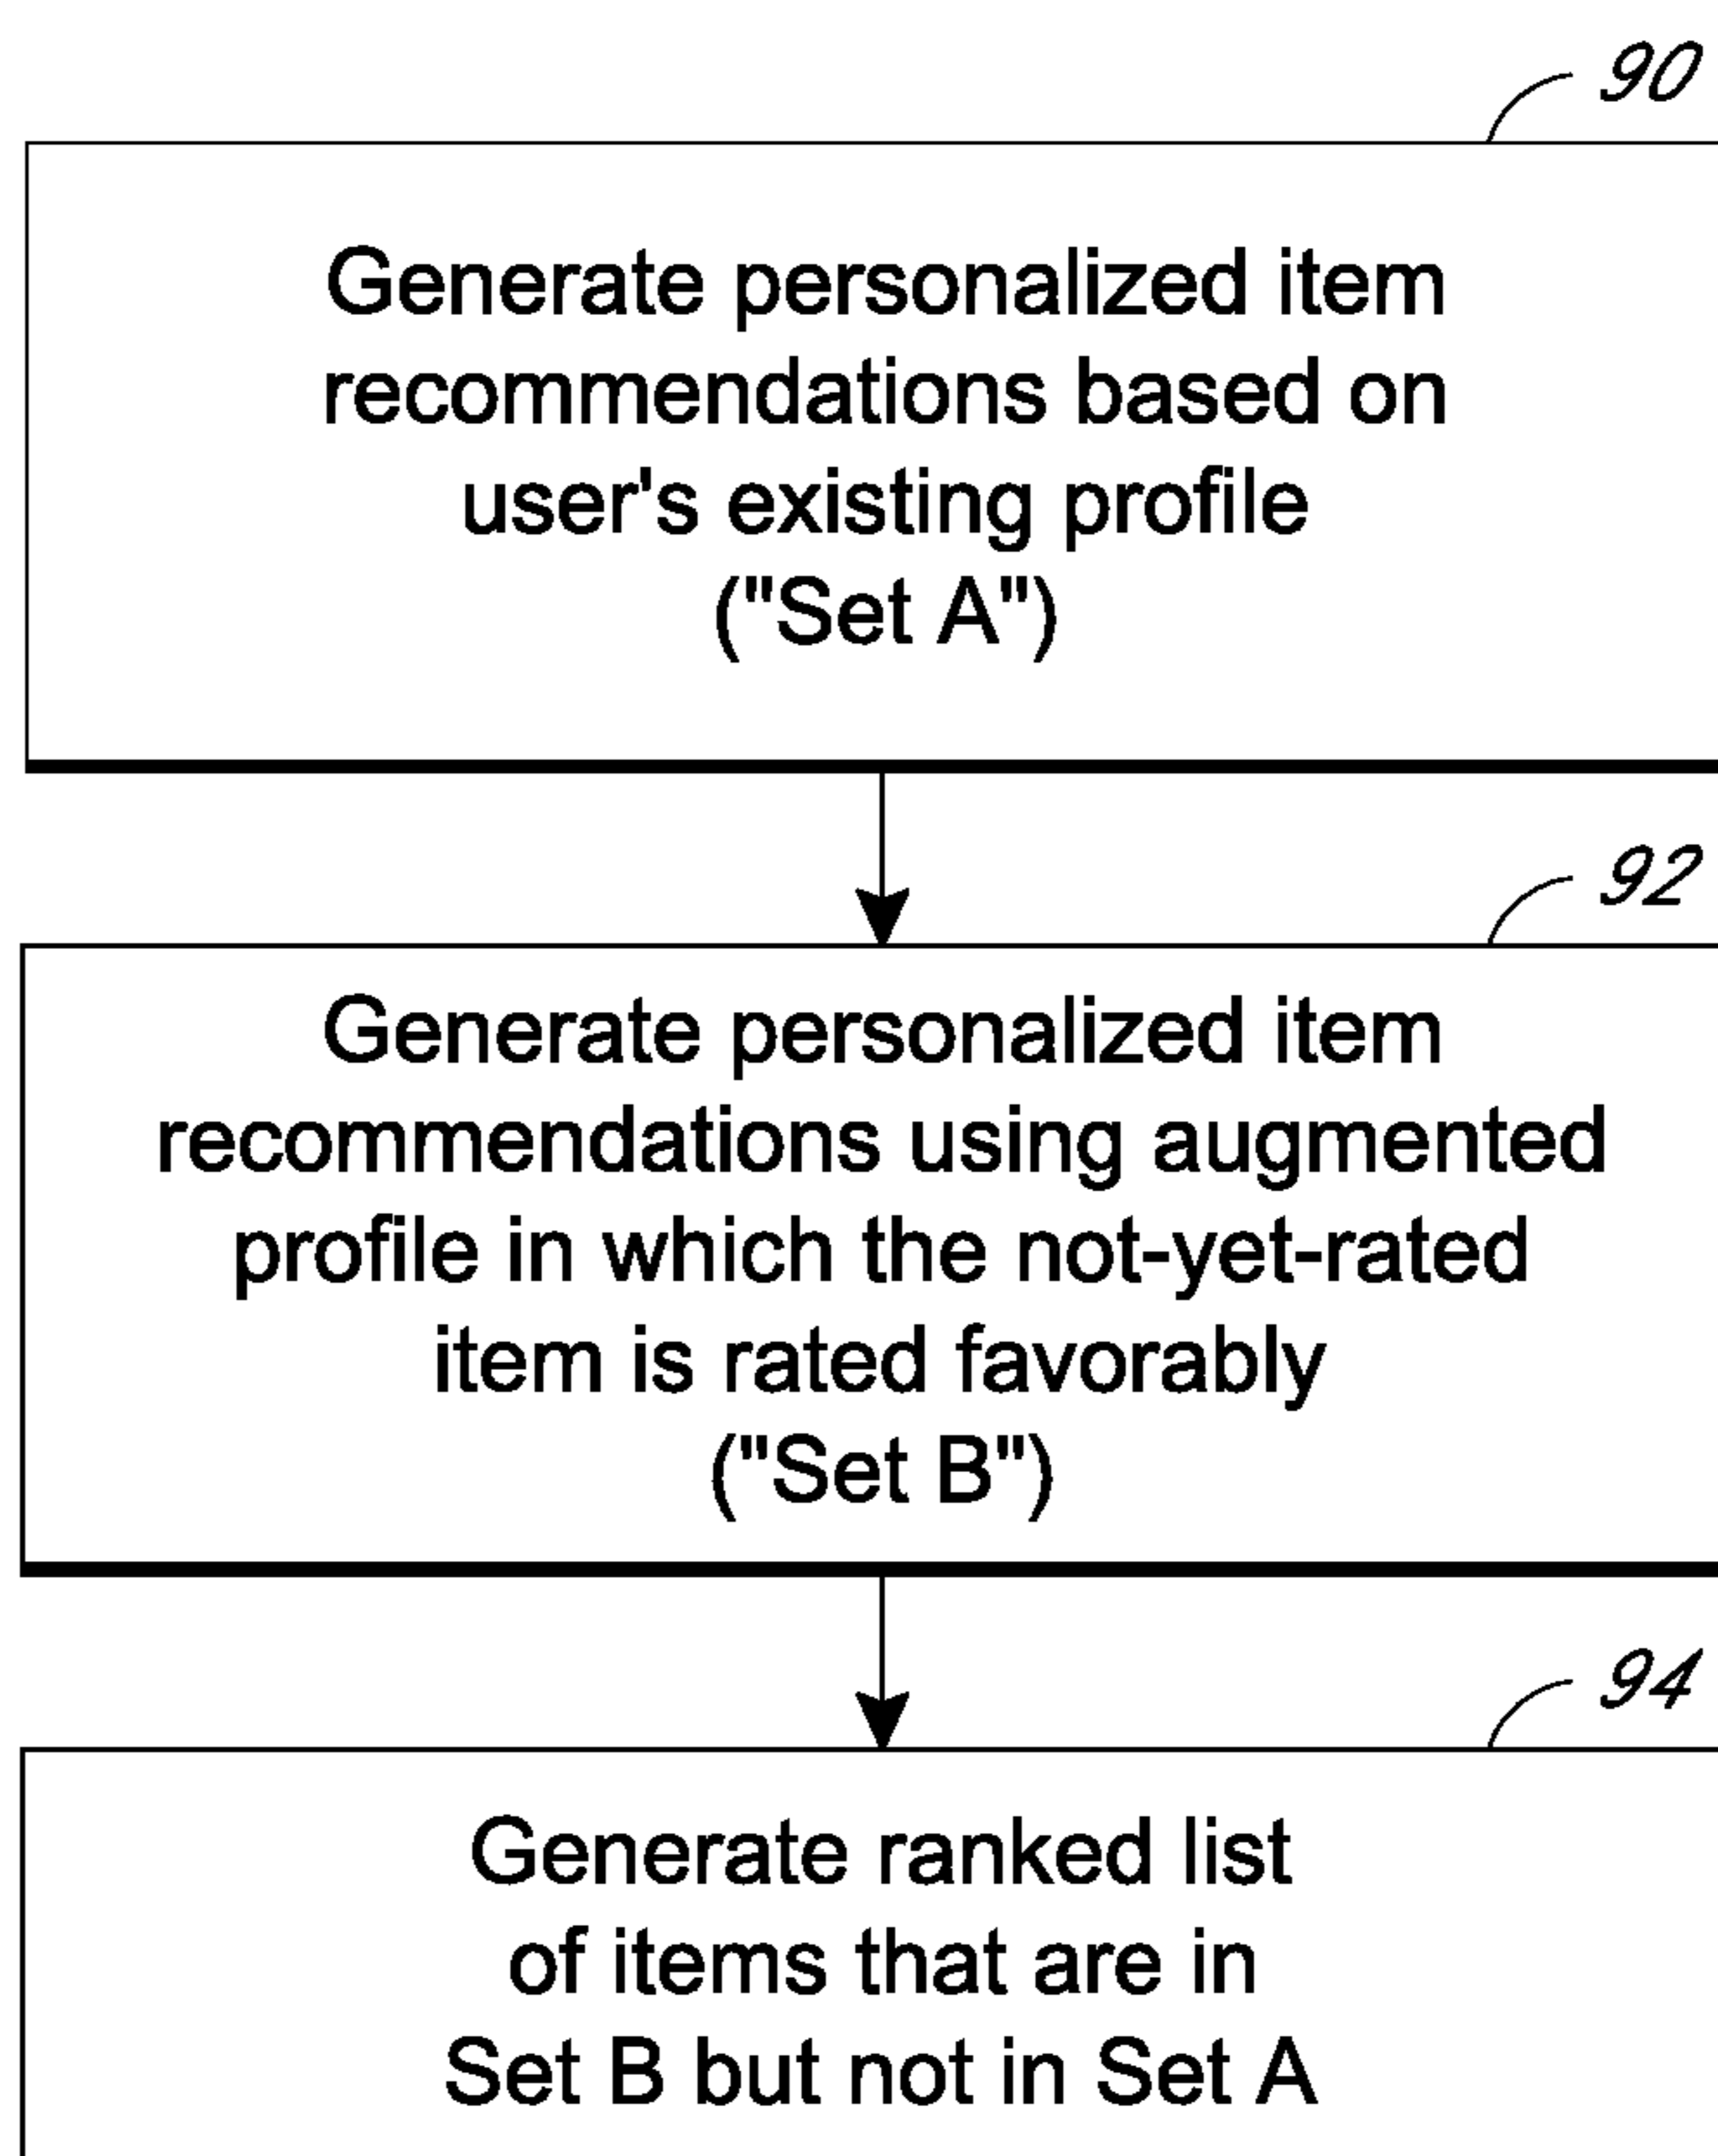 90
Generate personalized item
recommendations based on
user's existing profile
("Set A")
92
Generate personalized item
recommendations using augmented
profile in which the not-yet-rated
item is rated favorably
("Set B")
94
Generate ranked list
of items that are in
Set B but not in Set A